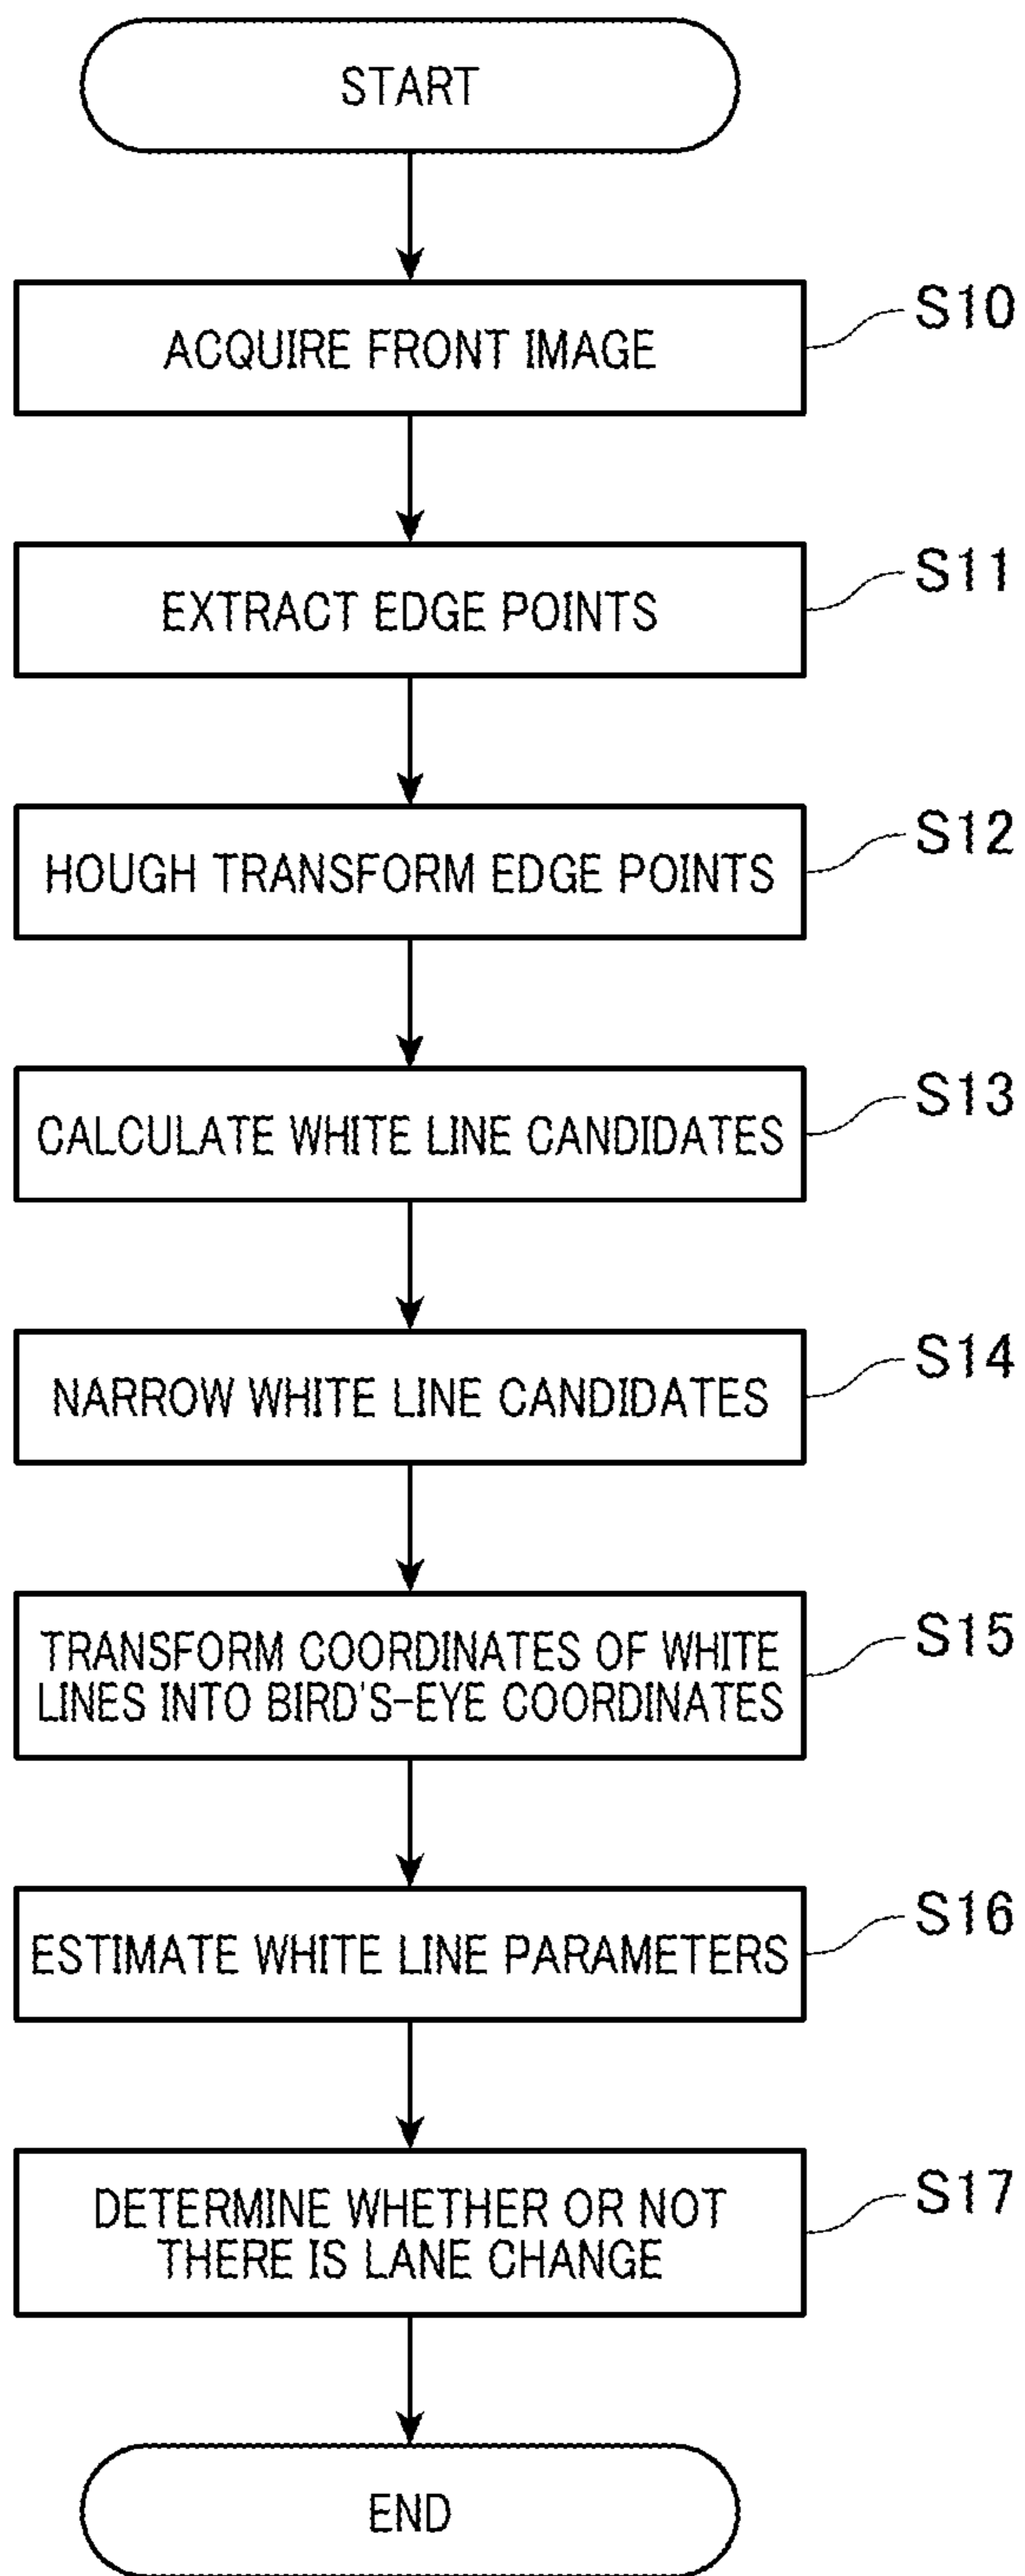 START
ACQUIRE FRONT IMAGE
S10
EXTRACT EDGE POINTS
S11
HOUGH TRANSFORM EDGE POINTS
S12
CALCULATE WHITE LINE CANDIDATES
S13
NARROW WHITE LINE CANDIDATES
S14
TRANSFORM COORDINATES OF WHITE
LINES INTO BIRD'S-EYE COORDINATES
S15
ESTIMATE WHITE LINE PARAMETERS
S16
DETERMINE WHETHER OR NOT
THERE IS LANE CHANGE
S17
END